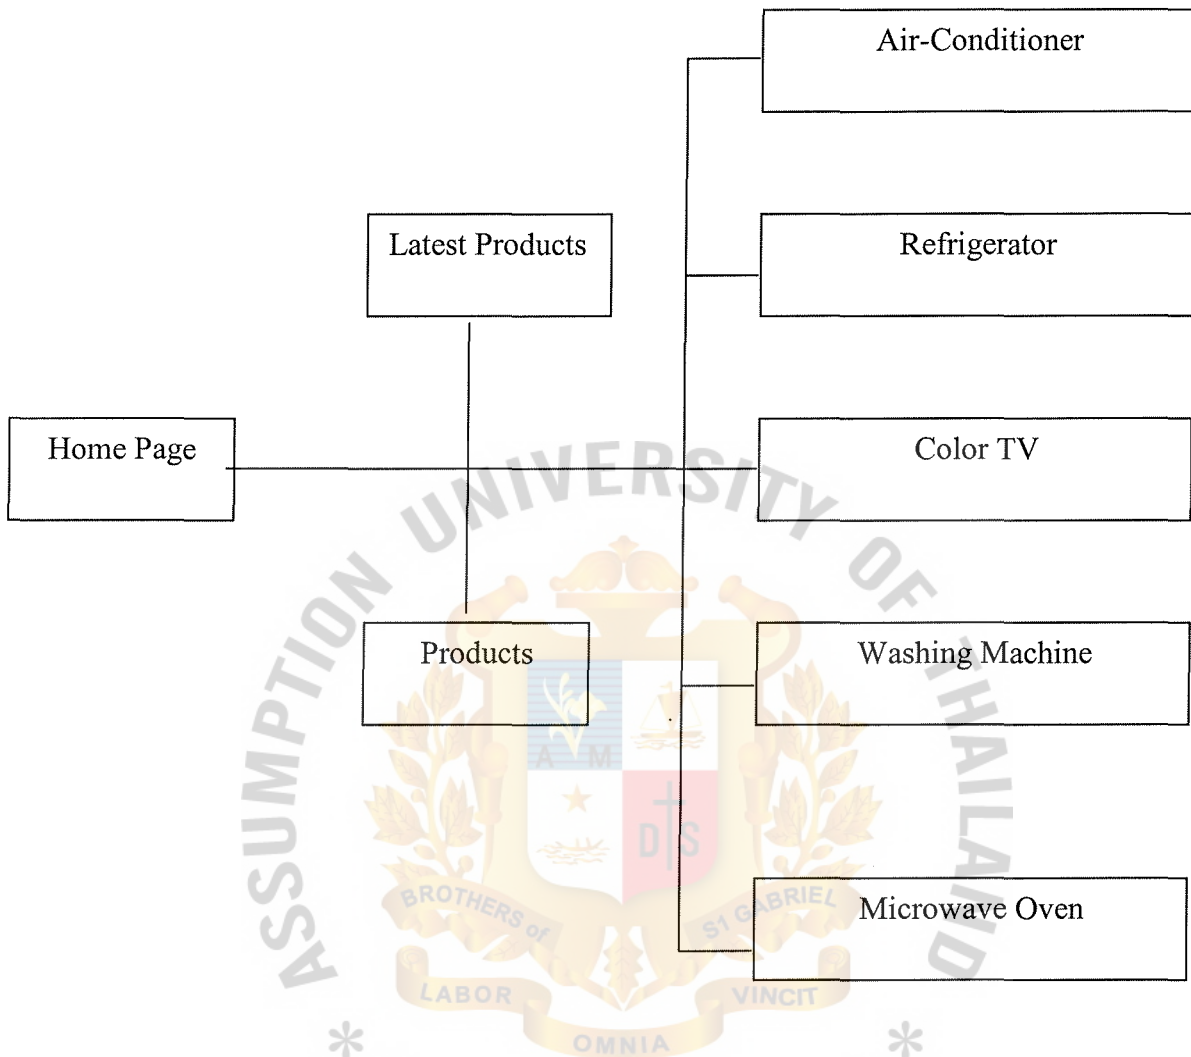 Air-Conditioner
Latest Products
Refrigerator
Home Page
Color TV
Products
Washing Machine
Microwave Oven
ASSUMPTION UNIVERSITY OF THAILAND
A M
D S
BROTHERS of
S1 GABRIEL
LABOR
VINCIT
OMNIA